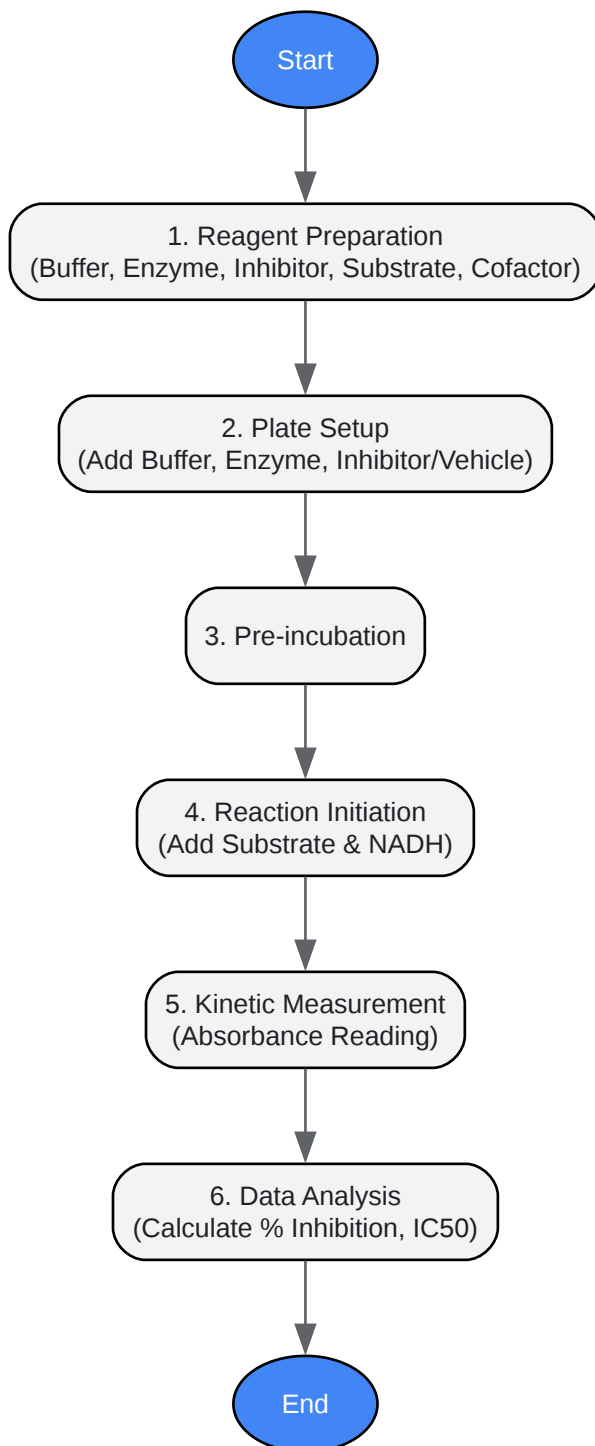 Start
1. Reagent Preparation
(Buffer, Enzyme, Inhibitor, Substrate, Cofactor)
2. Plate Setup
(Add Buffer, Enzyme, Inhibitor/Vehicle)
3. Pre-incubation
4. Reaction Initiation
(Add Substrate & NADH)
5. Kinetic Measurement
(Absorbance Reading)
6. Data Analysis
(Calculate % Inhibition, IC50)
End